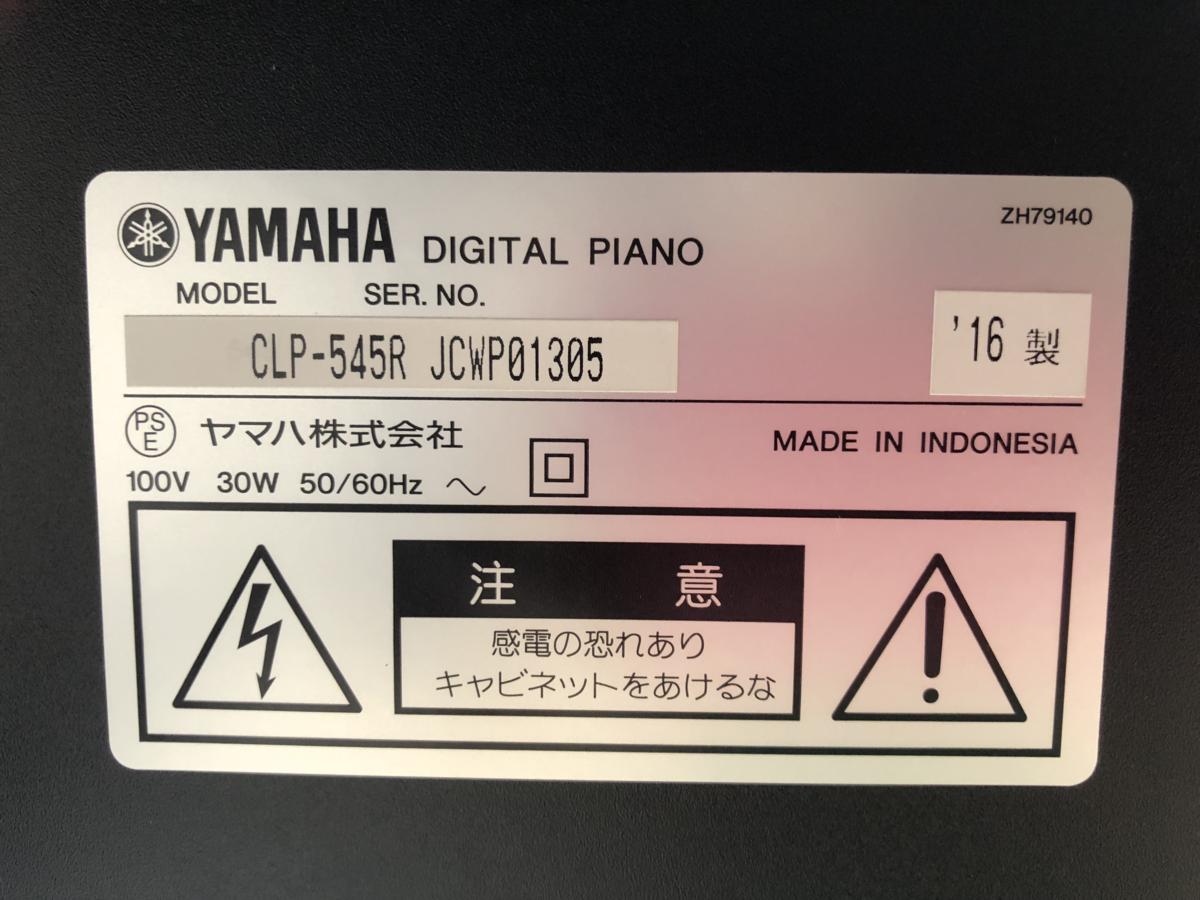 ZH79140
YAMAHA DIGITAL PIANO
MODEL SER. NO.
CLP-545R JCWP01305
'16 製
PSE ヤマハ株式会社
MADE IN INDONESIA
100V 30W 50/60Hz ～
注 意
感電の恐れあり
キャビネットをあけるな